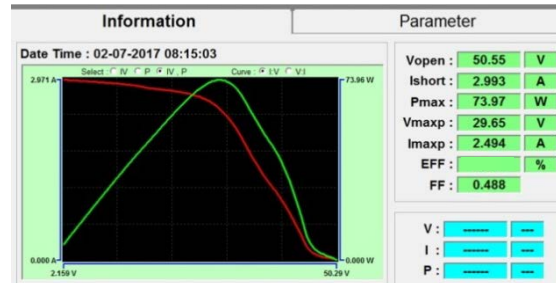 Information
Parameter
Date Time : 02-07-2017 08:15:03
Select : IV P IV , P Curve : I:V V:I
2.971 A
73.96 W
0.000 A
0.000 W
2.159 V
50.29 V
Vopen : 50.55 V
Ishort : 2.993 A
Pmax : 73.97 W
Vmaxp : 29.65 V
Imaxp : 2.494 A
EFF : %
FF : 0.488
V : ------ ---
I : ------ ---
P : ------ ---